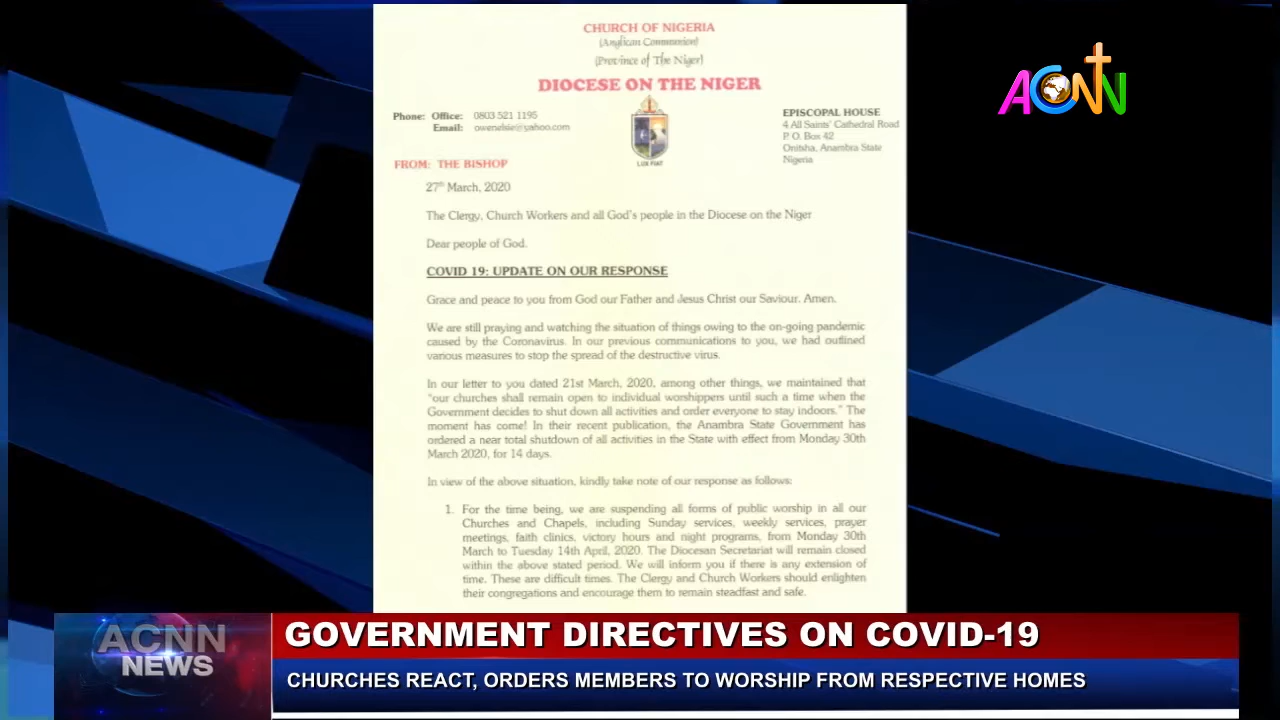 CHURCH OF NIGERIA
(Anglican Communion)
(Province of The Niger)
DIOCESE ON THE NIGER
Phone: Office: 0803 521 1195
Email: owenelsie@yahoo.com
EPISCOPAL HOUSE
4 All Saints' Cathedral Road
P. O. Box 42
Onitsha, Anambra State
Nigeria
LUX FIAT
FROM: THE BISHOP
27th March, 2020
The Clergy, Church Workers and all God's people in the Diocese on the Niger
Dear people of God,
COVID 19: UPDATE ON OUR RESPONSE
Grace and peace to you from God our Father and Jesus Christ our Saviour. Amen.
We are still praying and watching the situation of things owing to the on-going pandemic
caused by the Coronavirus. In our previous communications to you, we had outlined
various measures to stop the spread of the destructive virus.
In our letter to you dated 21st March, 2020, among other things, we maintained that
"our churches shall remain open to individual worshippers until such a time when the
Government decides to shut down all activities and order everyone to stay indoors." The
moment has come! In their recent publication, the Anambra State Government has
ordered a near total shutdown of all activities in the State with effect from Monday 30th
March 2020, for 14 days.
In view of the above situation, kindly take note of our response as follows:
1. For the time being, we are suspending all forms of public worship in all our
Churches and Chapels, including Sunday services, weekly services, prayer
meetings, faith clinics, victory hours and night programs, from Monday 30th
March to Tuesday 14th April, 2020. The Diocesan Secretariat will remain closed
within the above stated period. We will inform you if there is any extension of
time. These are difficult times. The Clergy and Church Workers should enlighten
their congregations and encourage them to remain steadfast and safe.
ACNN
ACNN
NEWS
GOVERNMENT DIRECTIVES ON COVID-19
CHURCHES REACT, ORDERS MEMBERS TO WORSHIP FROM RESPECTIVE HOMES